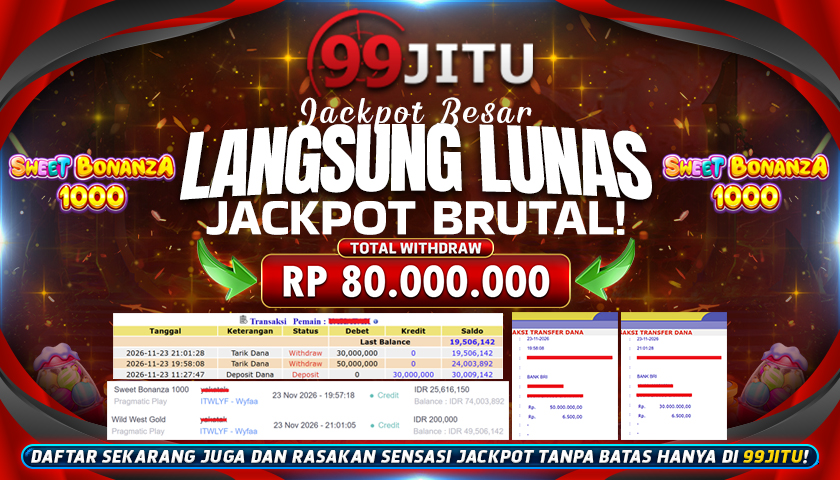 99JITU
Jackpot Besar
LANGSUNG LUNAS
JACKPOT BRUTAL!
SWEET BONANZA 1000
SWEET BONANZA 1000
TOTAL WITHDRAW
RP 80.000.000
Transaksi Pemain :
Tanggal Keterangan Status Debet Kredit Saldo
Last Balance 19,506,142
2026-11-23 21:01:28 Tarik Dana Withdraw 30,000,000 0 19,506,142
2026-11-23 19:58:08 Tarik Dana Withdraw 50,000,000 0 24,003,892
2026-11-23 11:27:47 Deposit Dana Deposit 0 30,000,000 30,009,142
Sweet Bonanza 1000 23 Nov 2026 - 19:57:18 Credit IDR 25,616,150
Pragmatic Play ITWLYF - Wyfaa Balance : IDR 74,003,892
Wild West Gold 23 Nov 2026 - 21:01:05 Credit IDR 200,000
Pragmatic Play ITWLYF - Wyfaa Balance : IDR 49,506,142
AKSI TRANSFER DANA
23-11-2026
19:58:08
BANK BRI
Rp. 50.000.000,00
Rp. 6.500,00
AKSI TRANSFER DANA
23-11-2026
21:01:28
BANK BRI
Rp. 30.000.000,00
Rp. 6.500,00
DAFTAR SEKARANG JUGA DAN RASAKAN SENSASI JACKPOT TANPA BATAS HANYA DI 99JITU!